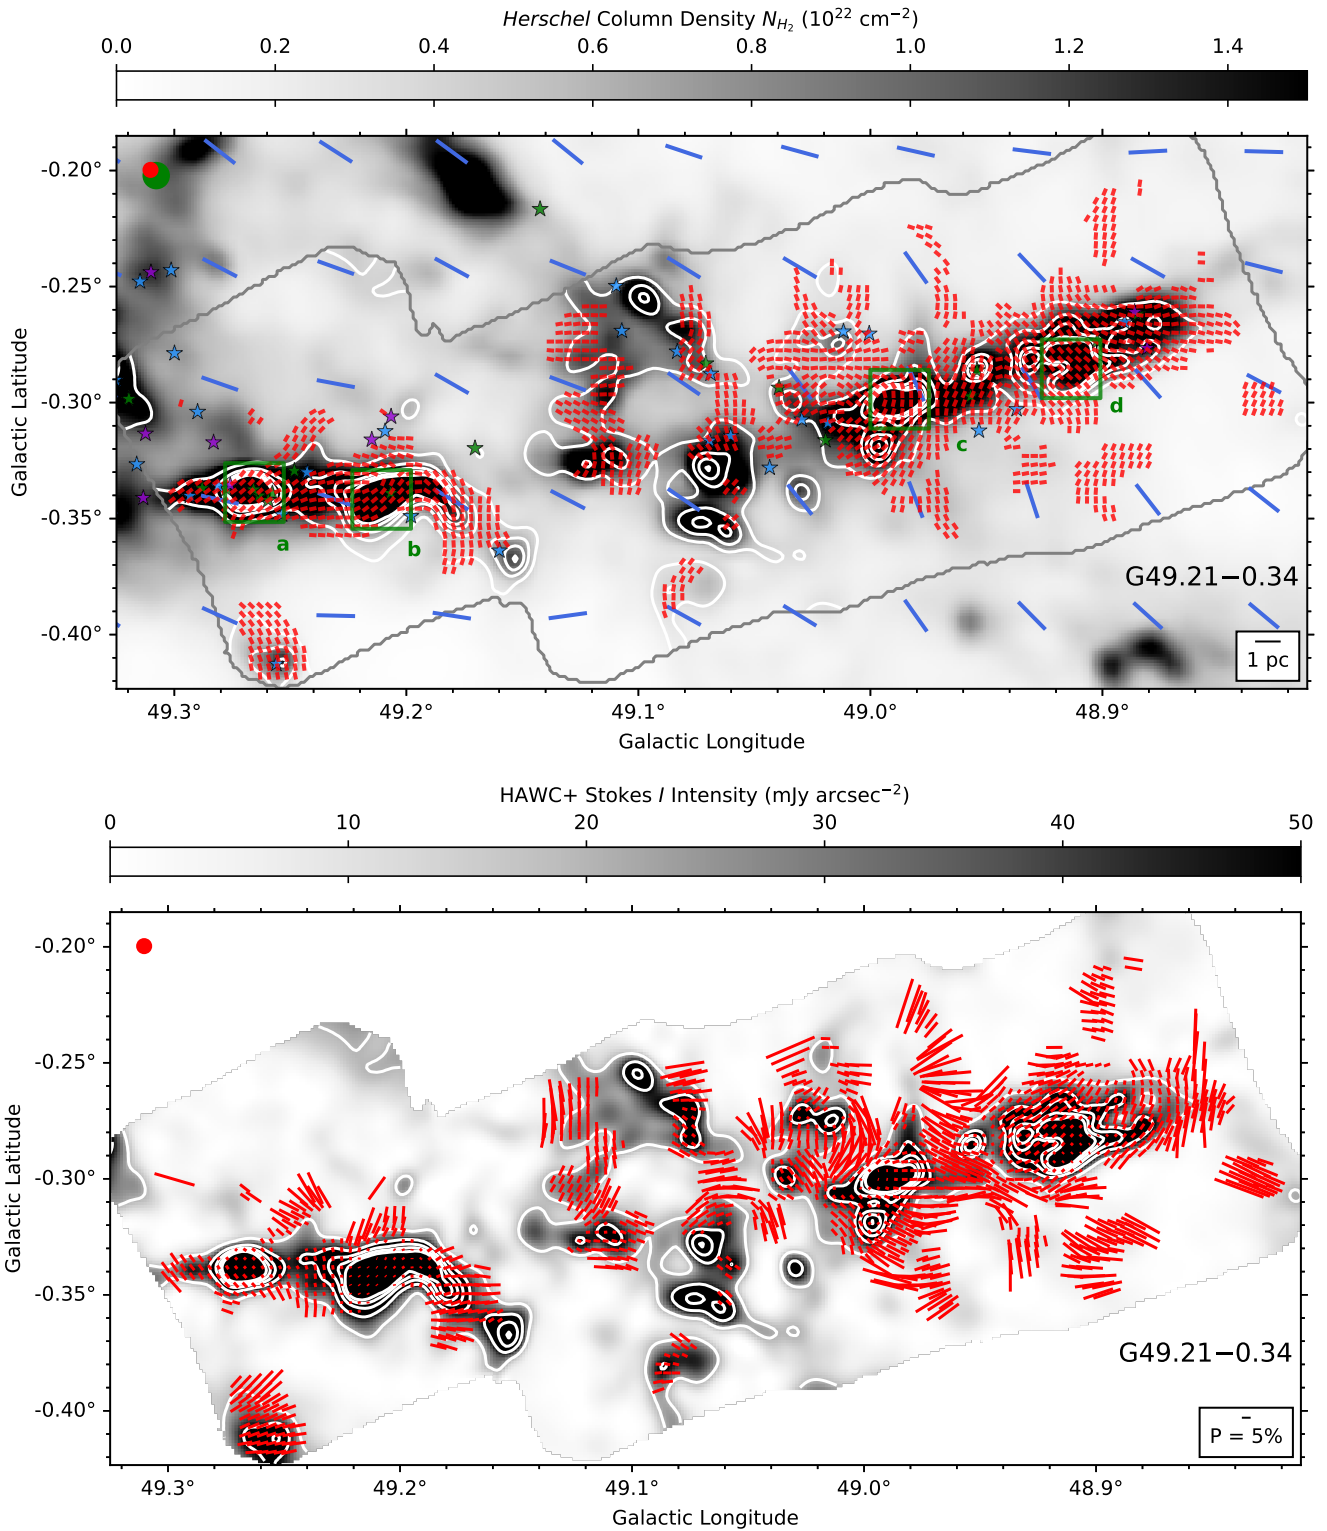 Herschel Column Density N_{H_2} (10^{22} cm^{−2})
0.0 0.2 0.4 0.6 0.8 1.0 1.2 1.4
-0.20°
-0.25°
-0.30°
-0.35°
-0.40°
Galactic Latitude
a
b
c
d
G49.21−0.34
1 pc
49.3° 49.2° 49.1° 49.0° 48.9°
Galactic Longitude
HAWC+ Stokes I Intensity (mJy arcsec^{−2})
0 10 20 30 40 50
-0.20°
-0.25°
-0.30°
-0.35°
-0.40°
Galactic Latitude
G49.21−0.34
P = 5%
49.3° 49.2° 49.1° 49.0° 48.9°
Galactic Longitude